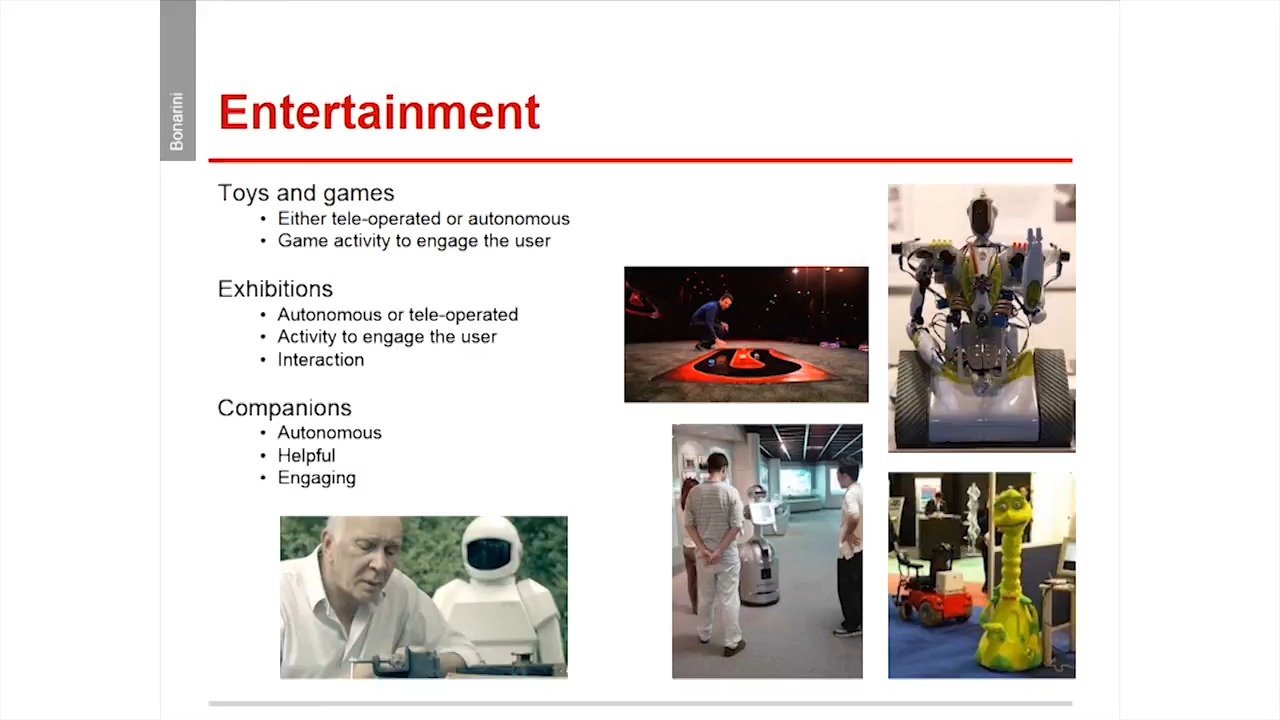 Bonarini
Entertainment
Toys and games
• Either tele-operated or autonomous
• Game activity to engage the user
Exhibitions
• Autonomous or tele-operated
• Activity to engage the user
• Interaction
Companions
• Autonomous
• Helpful
• Engaging